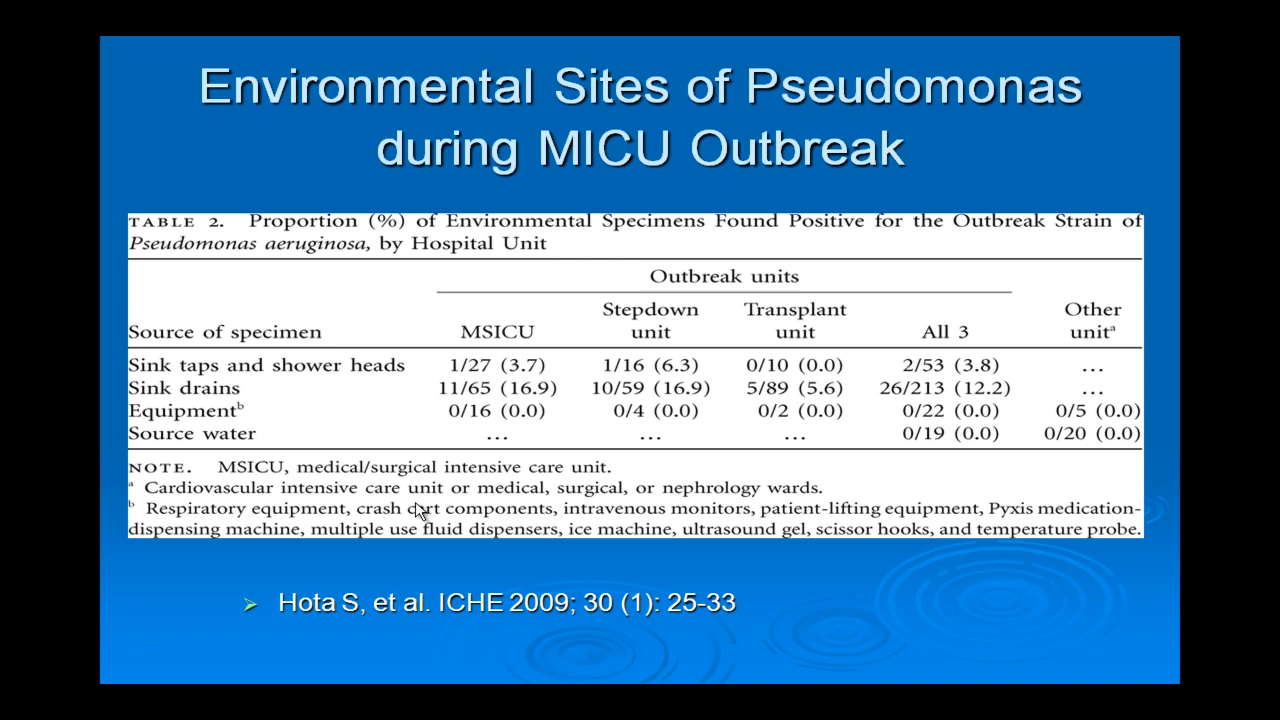 Environmental Sites of Pseudomonas
during MICU Outbreak
TABLE 2. Proportion (%) of Environmental Specimens Found Positive for the Outbreak Strain of
Pseudomonas aeruginosa, by Hospital Unit
Outbreak units
Source of specimen MSICU Stepdown unit Transplant unit All 3 Other unitᵃ
Sink taps and shower heads 1/27 (3.7) 1/16 (6.3) 0/10 (0.0) 2/53 (3.8) ...
Sink drains 11/65 (16.9) 10/59 (16.9) 5/89 (5.6) 26/213 (12.2) ...
Equipmentᵇ 0/16 (0.0) 0/4 (0.0) 0/2 (0.0) 0/22 (0.0) 0/5 (0.0)
Source water ... ... ... 0/19 (0.0) 0/20 (0.0)
NOTE. MSICU, medical/surgical intensive care unit.
ᵃ Cardiovascular intensive care unit or medical, surgical, or nephrology wards.
ᵇ Respiratory equipment, crash cart components, intravenous monitors, patient-lifting equipment, Pyxis medication-
dispensing machine, multiple use fluid dispensers, ice machine, ultrasound gel, scissor hooks, and temperature probe.
Hota S, et al. ICHE 2009; 30 (1): 25-33